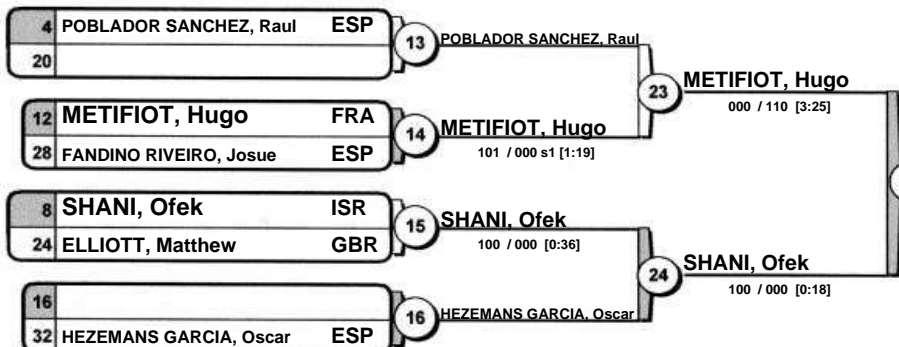 4 POBLADOR SANCHEZ, Raul ESP
20
13
POBLADOR SANCHEZ, Raul
12 METIFIOT, Hugo FRA
28 FANDINO RIVEIRO, Josue ESP
14
METIFIOT, Hugo
101 / 000 s1 [1:19]
23
METIFIOT, Hugo
000 / 110 [3:25]
8 SHANI, Ofek ISR
24 ELLIOTT, Matthew GBR
15
SHANI, Ofek
100 / 000 [0:36]
16
32 HEZEMANS GARCIA, Oscar ESP
16
HEZEMANS GARCIA, Oscar
24
SHANI, Ofek
100 / 000 [0:18]